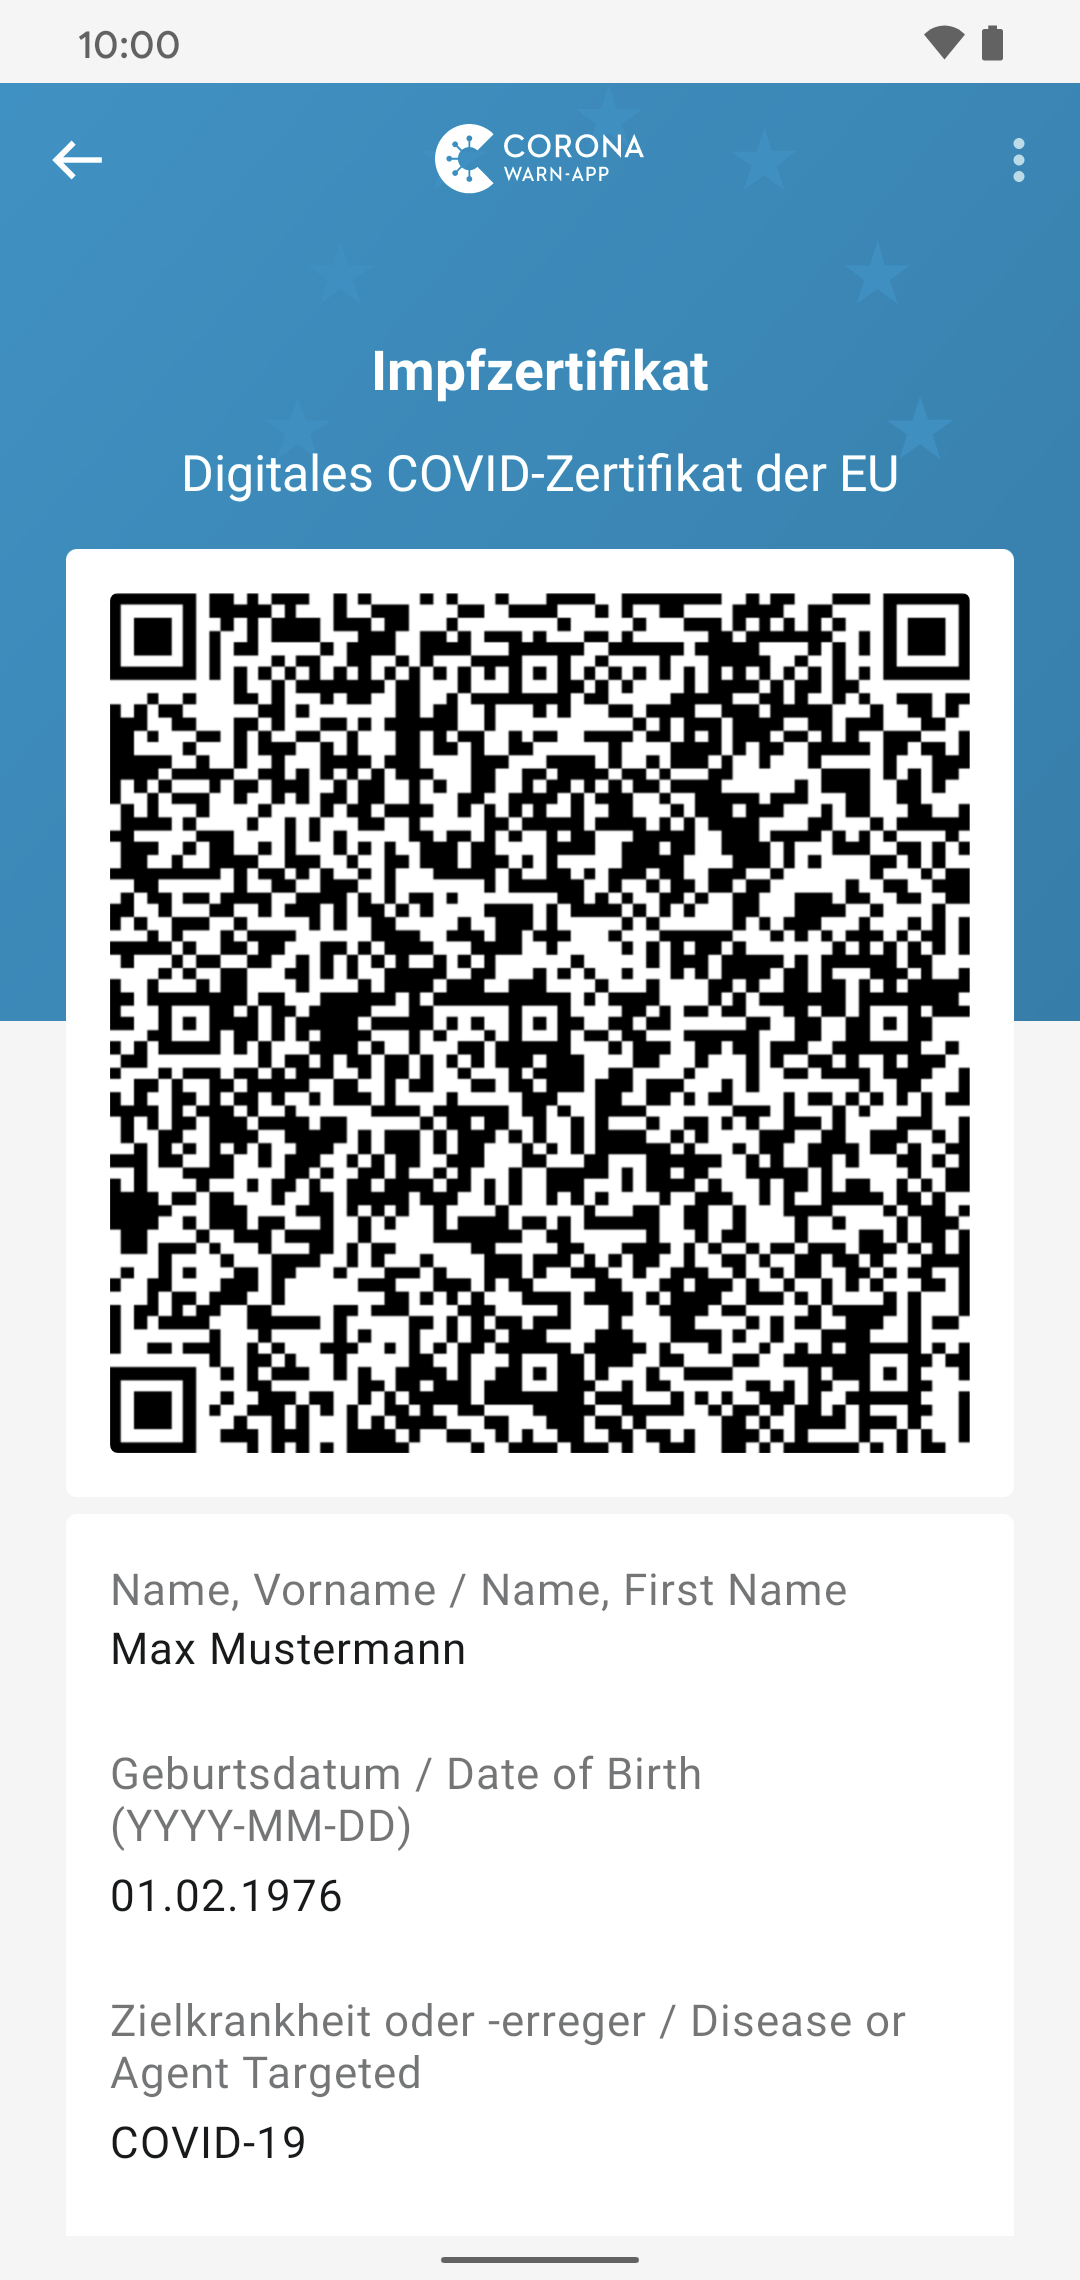 10:00
CORONA
WARN-APP
Impfzertifikat
Digitales COVID-Zertifikat der EU
Name, Vorname / Name, First Name
Max Mustermann
Geburtsdatum / Date of Birth
(YYYY-MM-DD)
01.02.1976
Zielkrankheit oder -erreger / Disease or
Agent Targeted
COVID-19